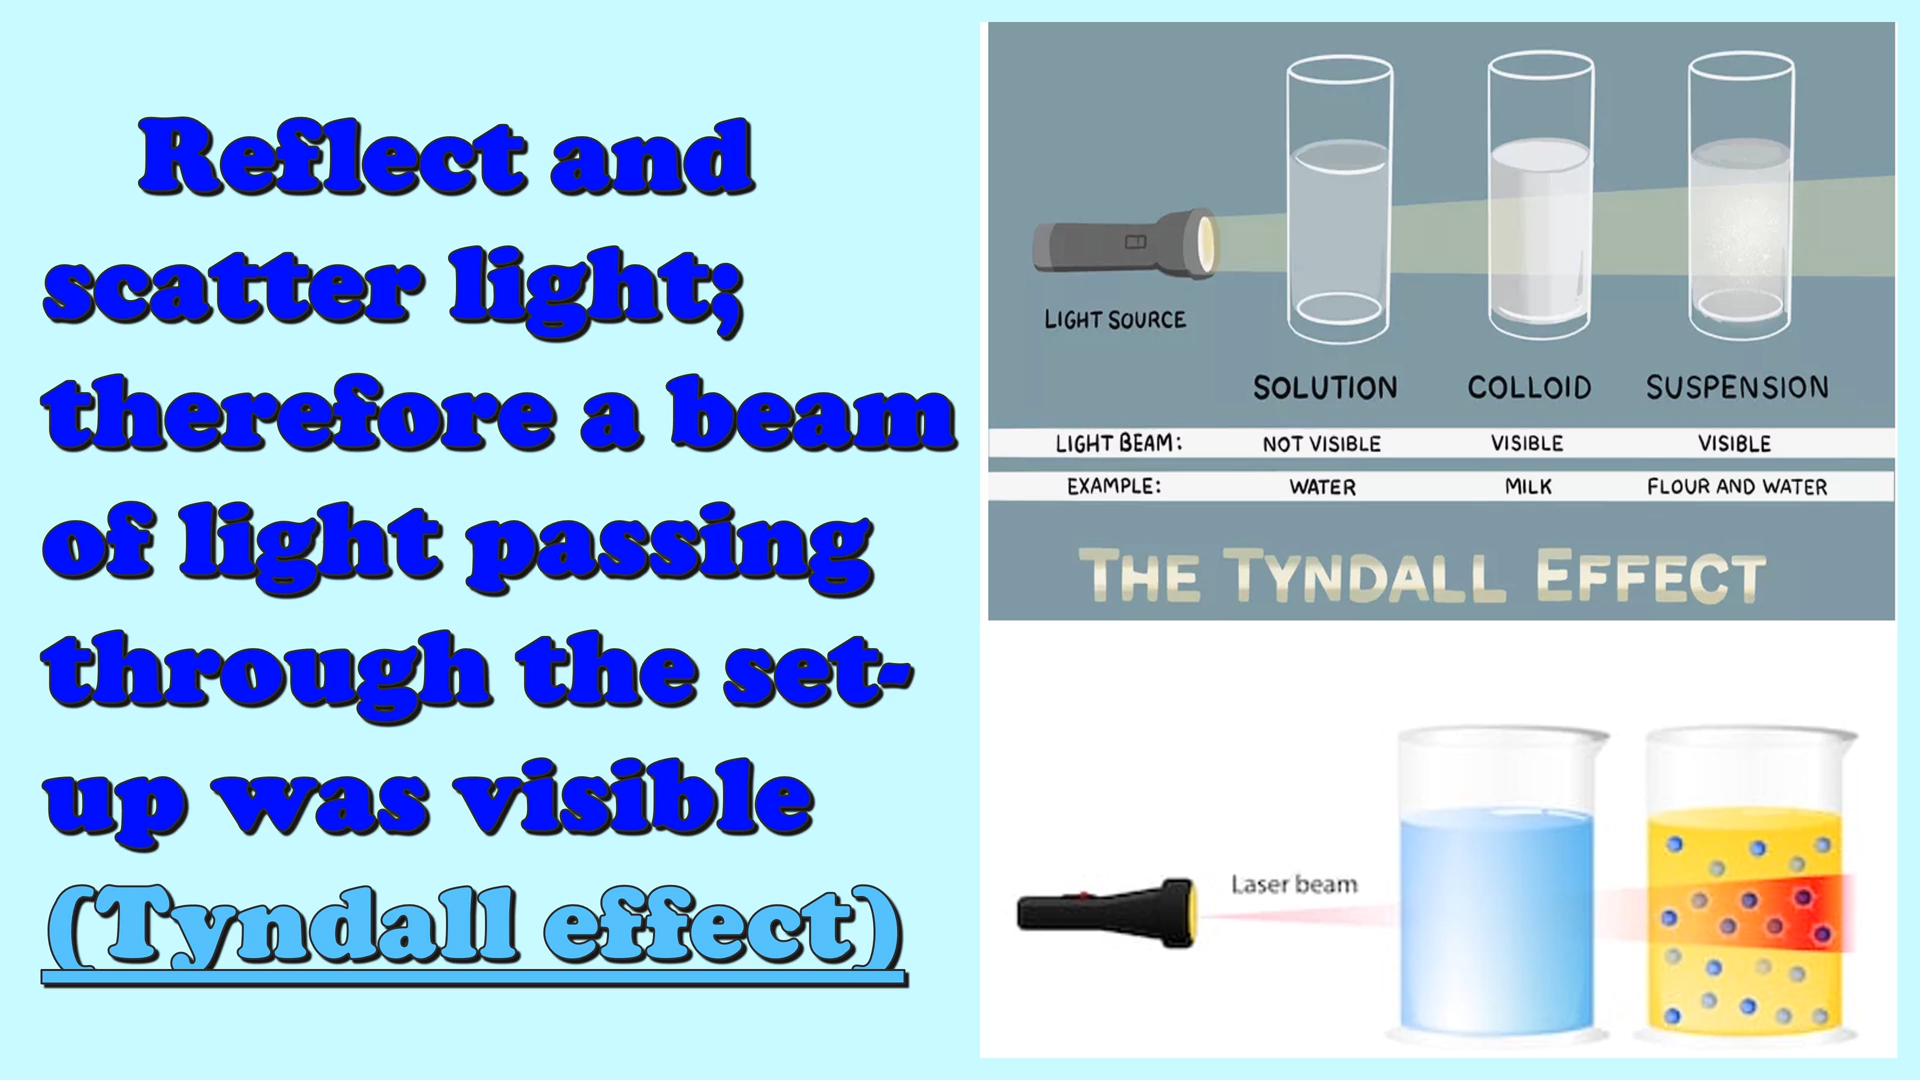 Reflect and
scatter light;
therefore a beam
of light passing
through the set-
up was visible
(Tyndall effect)
LIGHT SOURCE
SOLUTION COLLOID SUSPENSION
LIGHT BEAM: NOT VISIBLE VISIBLE VISIBLE
EXAMPLE: WATER MILK FLOUR AND WATER
THE TYNDALL EFFECT
Laser beam